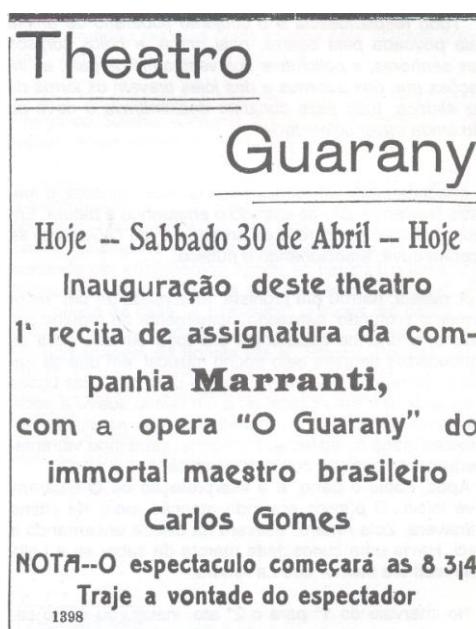 Theatro
Guarany
Hoje -- Sabbado 30 de Abril -- Hoje
Inauguração deste theatro
1ª recita de assignatura da com-
panhia Marranti,
com a opera "O Guarany" do
immortal maestro brasileiro
Carlos Gomes
NOTA--O espectaculo começará as 8 3/4
Traje a vontade do espectador
1398